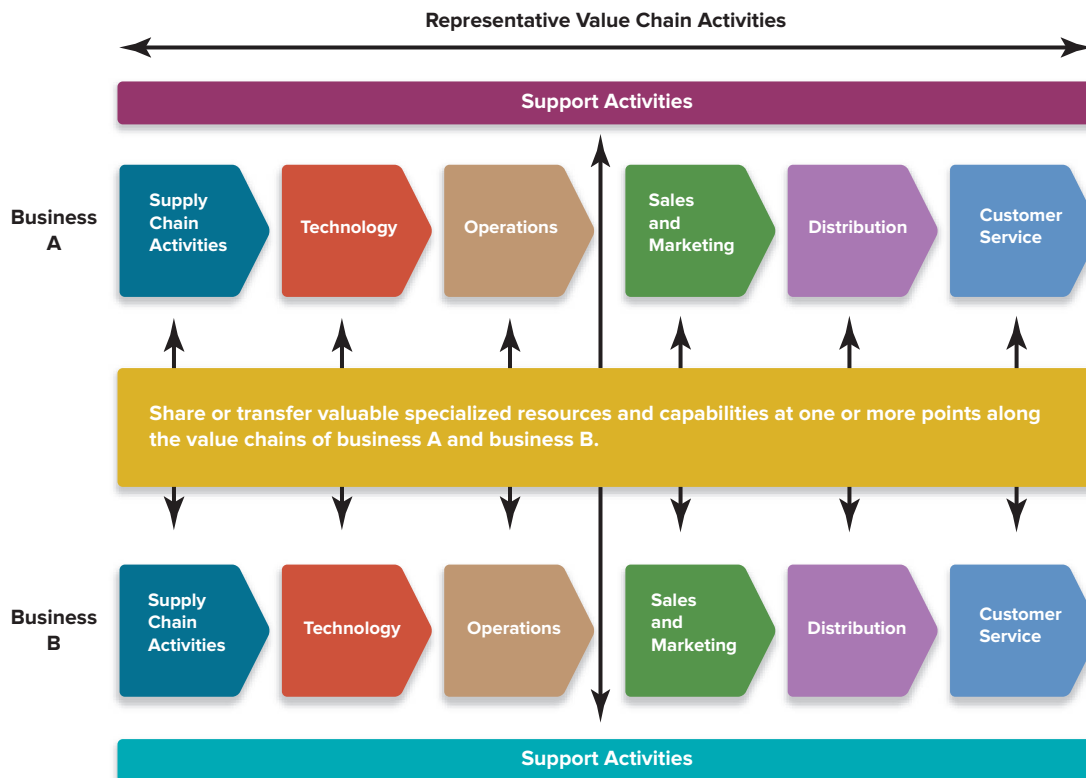 Representative Value Chain Activities
Support Activities
Business
A
Supply
Chain
Activities
Technology
Operations
Sales
and
Marketing
Distribution
Customer
Service
Share or transfer valuable specialized resources and capabilities at one or more points along
the value chains of business A and business B.
Business
B
Supply
Chain
Activities
Technology
Operations
Sales
and
Marketing
Distribution
Customer
Service
Support Activities